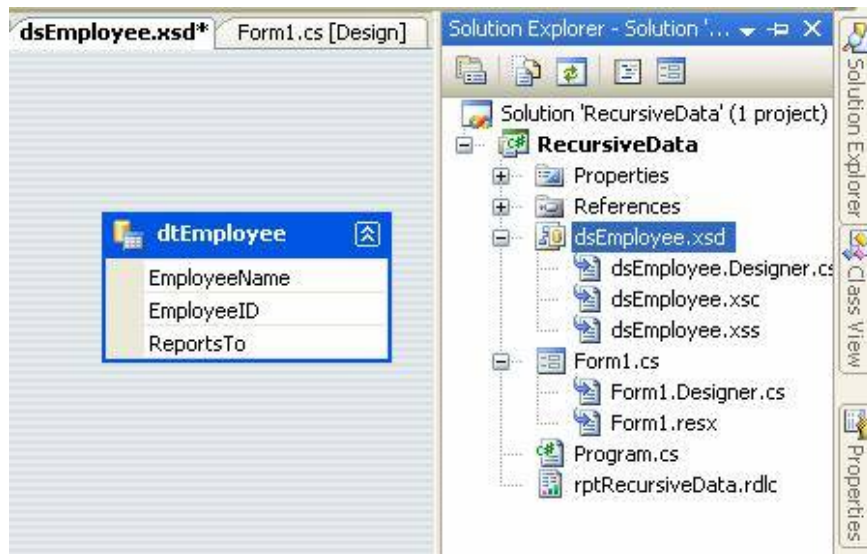 dsEmployee.xsd*
Form1.cs [Design]
dtEmployee
EmployeeName
EmployeeID
ReportsTo
Solution Explorer - Solution '...
Solution 'RecursiveData' (1 project)
RecursiveData
Properties
References
dsEmployee.xsd
dsEmployee.Designer.cs
dsEmployee.xsc
dsEmployee.xss
Form1.cs
Form1.Designer.cs
Form1.resx
Program.cs
rptRecursiveData.rdlc
Solution Explorer
Class View
Properties